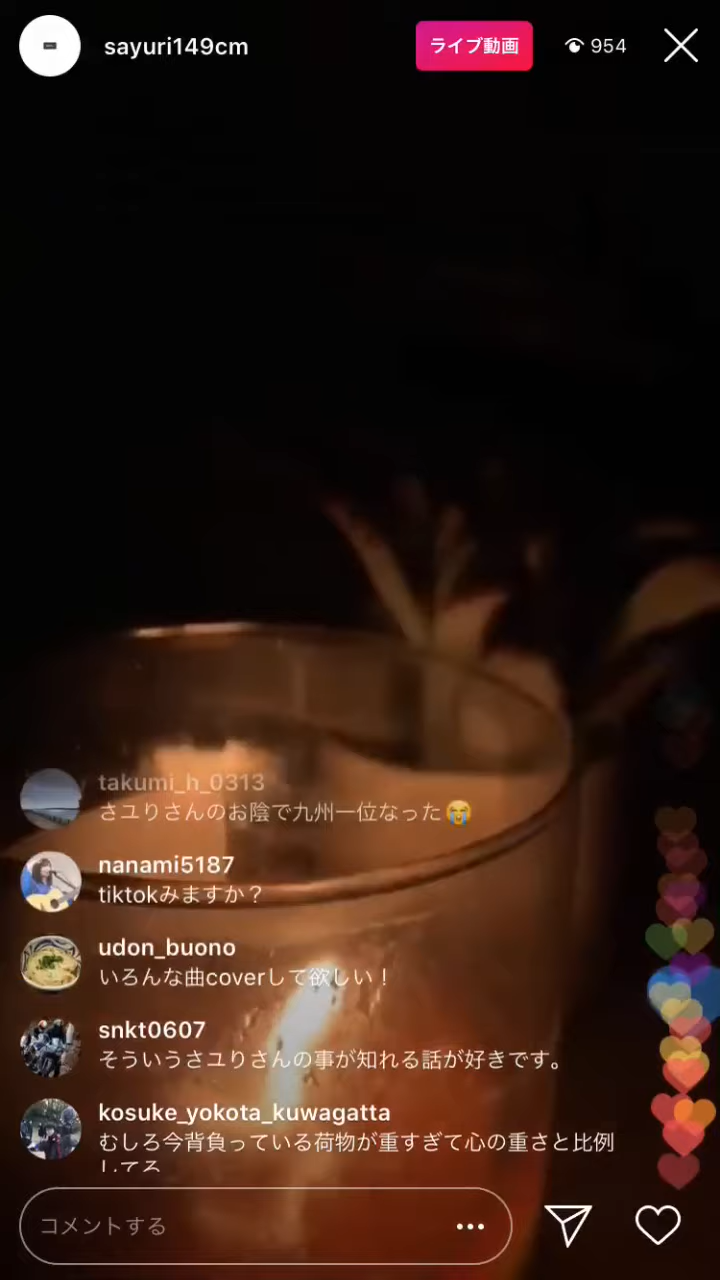 sayuri149cm
ライブ動画
954
takumi_h_0313
さユりさんのお陰で九州一位なった😭
nanami5187
tiktokみますか？
udon_buono
いろんな曲coverして欲しい！
snkt0607
そういうさユりさんの事が知れる話が好きです。
kosuke_yokota_kuwagatta
むしろ今背負っている荷物が重すぎて心の重さと比例
してる
コメントする